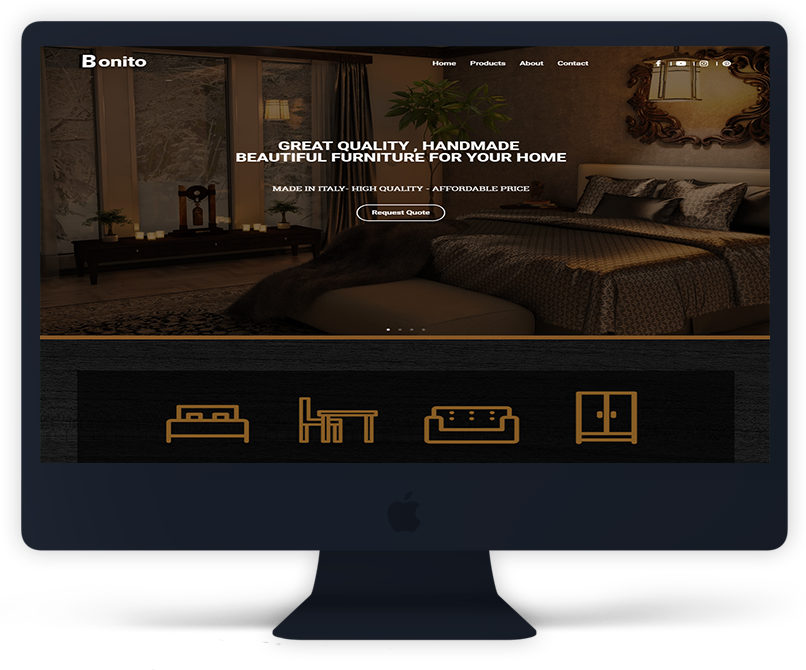 Bonito
Home Products About Contact
GREAT QUALITY , HANDMADE
BEAUTIFUL FURNITURE FOR YOUR HOME
MADE IN ITALY- HIGH QUALITY - AFFORDABLE PRICE
Request Quote